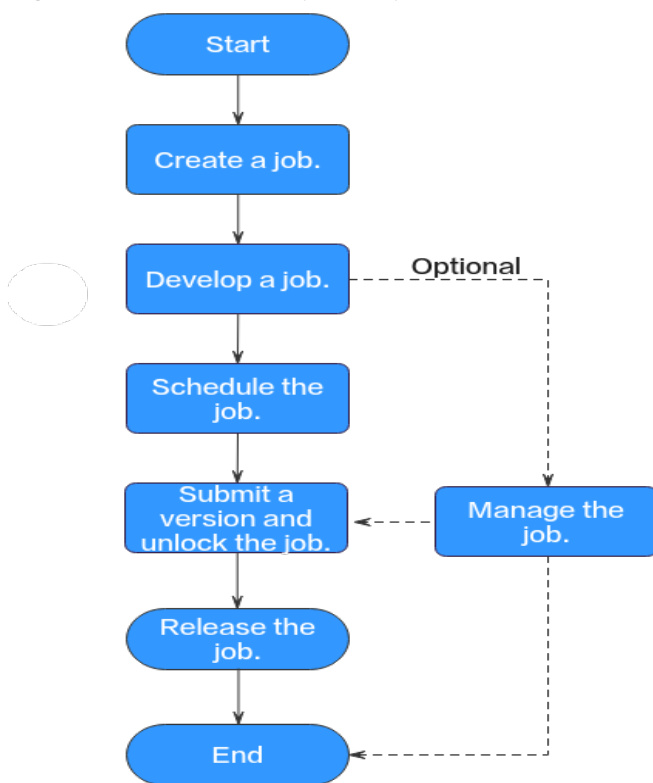 Start
Create a job.
Develop a job.
Optional
Schedule the
job.
Submit a
version and
unlock the job.
Manage the
job.
Release the
job.
End